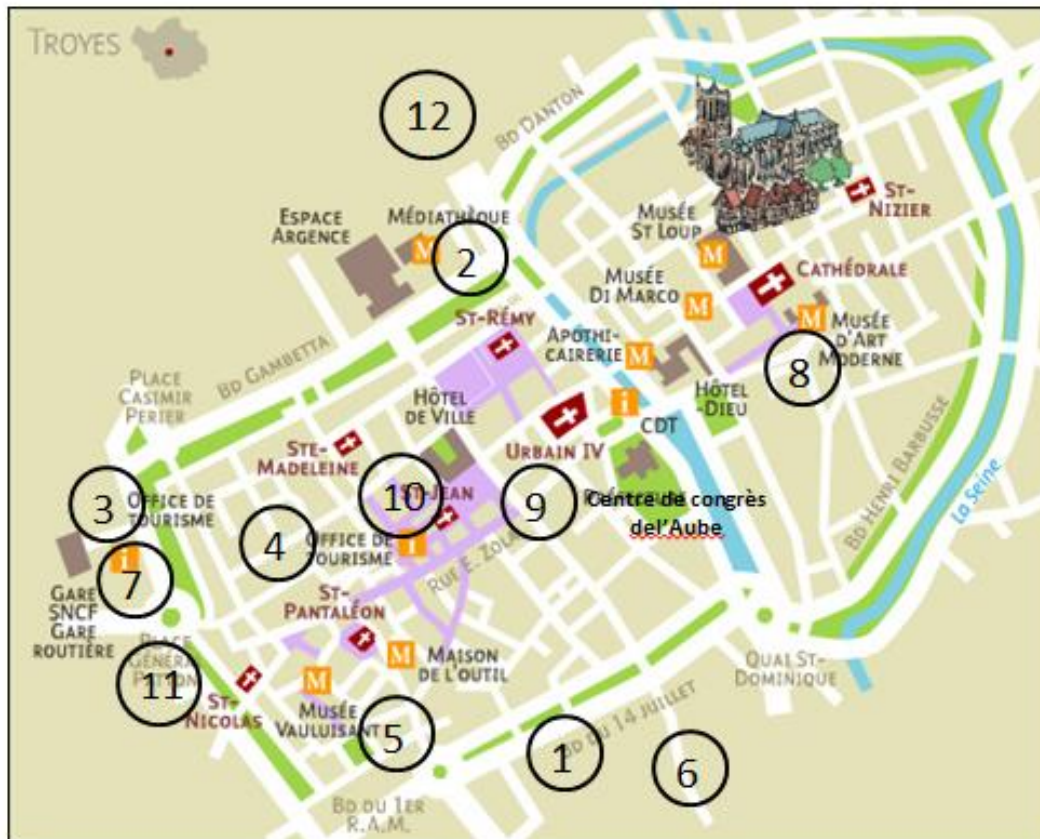 TROYES
12
BD DANTON
ESPACE
ARGENCE
MÉDIATHÈQUE
M
2
MUSÉE
ST LOUP
M
ST-
NIZIER
CATHÉDRALE
MUSÉE
DI MARCO
M
M
MUSÉE
D'ART
MODERNE
8
ST-RÉMY
APOTHI-
CAIRERIE
M
HÔTEL
-DIEU
i
CDT
BD GAMBETTA
PLACE
CASIMIR
PERIER
HÔTEL
DE VILLE
STE-
MADELEINE
URBAIN IV
BD HENRI BARBUSSE
La Seine
3
OFFICE DE
TOURISME
i
7
4
10
ST-JEAN
OFFICE DE
TOURISME
i
9
Centre de congrès
del'Aube
RUE E. ZOLA
GARE
SNCF
GARE
ROUTIÈRE
PLACE
GÉNÉRAL
11
ST-
NICOLAS
ST-
PANTALÉON
M
MAISON
DE L'OUTIL
M
MUSÉE
VAULUISANT
5
QUAI ST-
DOMINIQUE
BD DU 14 JUILLET
1
6
BD DU 1ER
R.A.M.